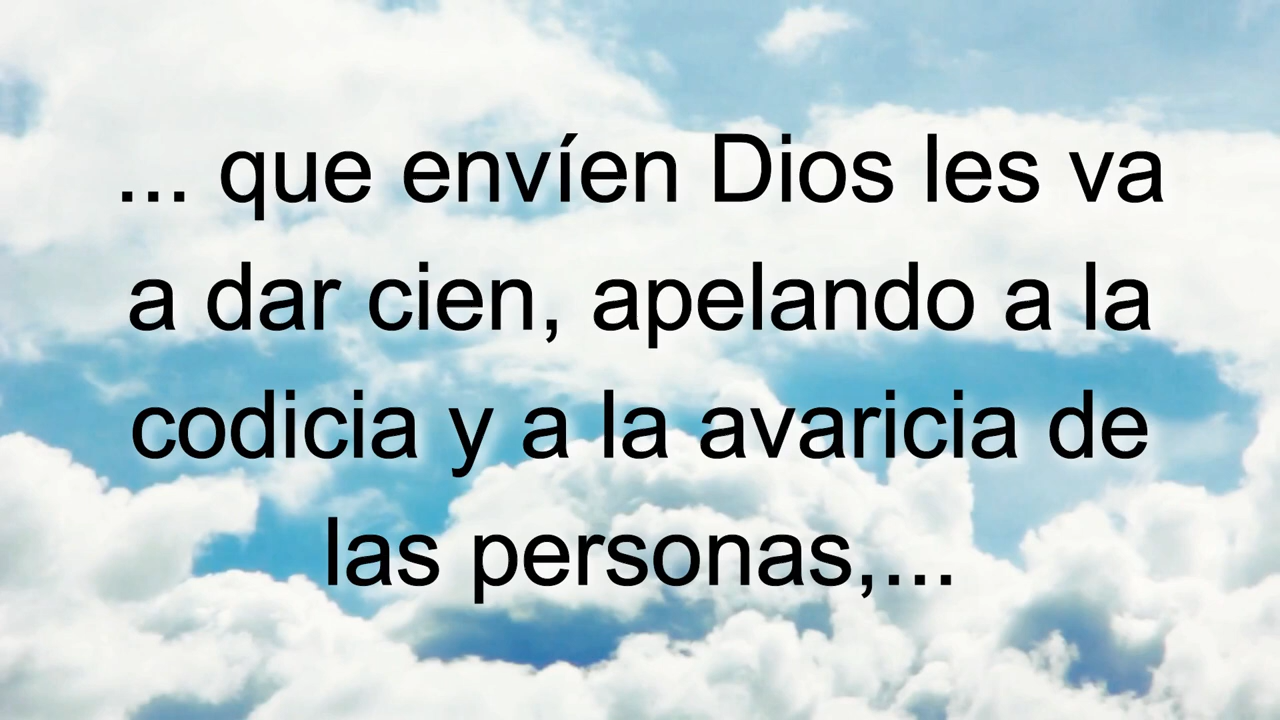 ... que envíen Dios les va
a dar cien, apelando a la
codicia y a la avaricia de
las personas,...